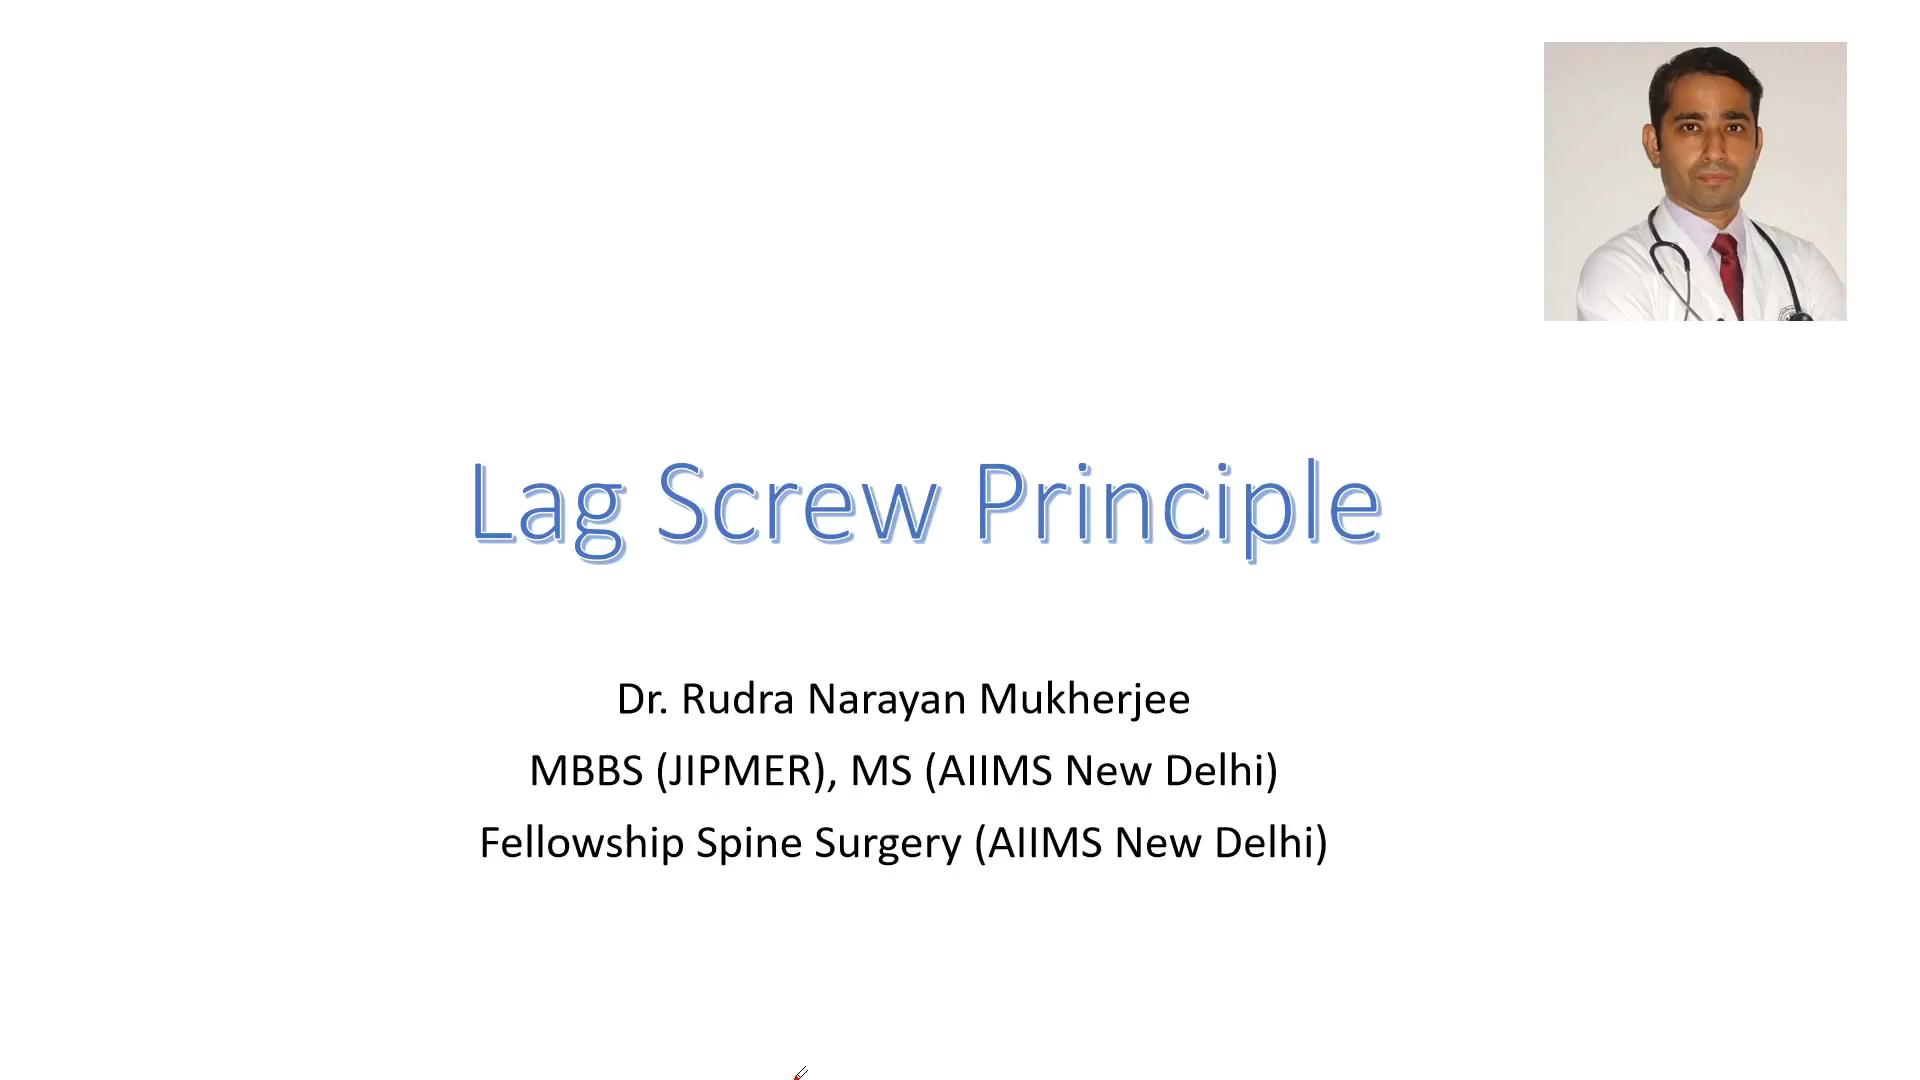 Lag Screw Principle
Dr. Rudra Narayan Mukherjee
MBBS (JIPMER), MS (AIIMS New Delhi)
Fellowship Spine Surgery (AIIMS New Delhi)